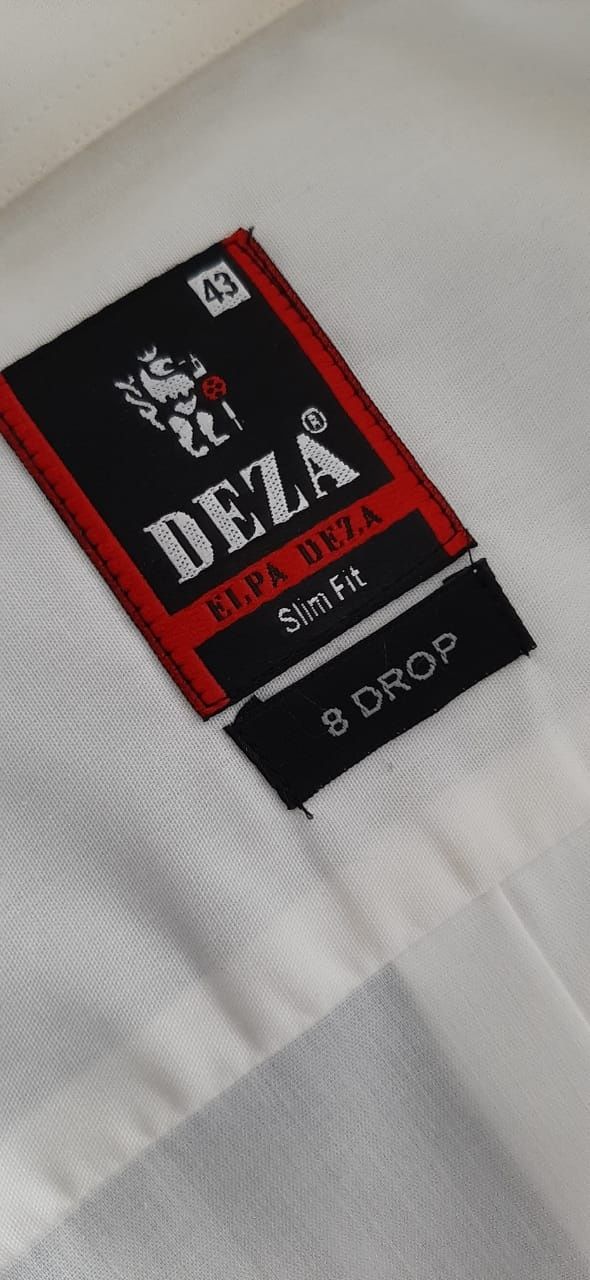 43
DEZA®
ELPA DEZA
Slim Fit
8 DROP